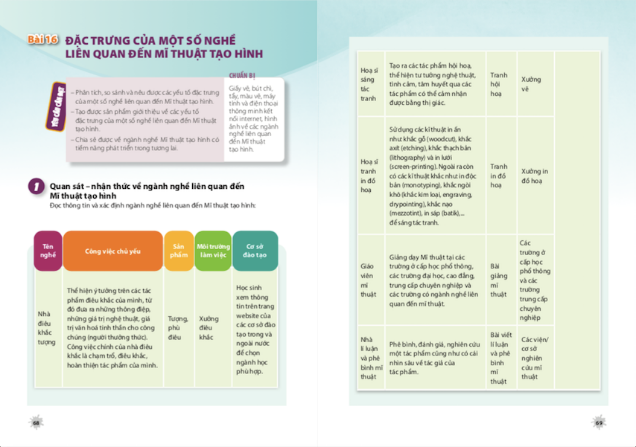 Bài 16
ĐẶC TRƯNG CỦA MỘT SỐ NGHỀ
LIÊN QUAN ĐẾN MĨ THUẬT TẠO HÌNH
YÊU CẦU CẦN ĐẠT
– Phân tích, so sánh và nêu được các yếu tố đặc trưng
của một số nghề liên quan đến Mĩ thuật tạo hình.
– Tạo được sản phẩm giới thiệu về các yếu tố
đặc trưng của một số nghề liên quan đến Mĩ thuật
tạo hình.
– Chia sẻ được về ngành nghề Mĩ thuật tạo hình có
tiềm năng phát triển trong tương lai.
CHUẨN BỊ
Giấy vẽ, bút chì,
tẩy, màu vẽ, máy
tính và điện thoại
thông minh kết
nối internet, hình
ảnh về các ngành
nghề liên quan
đến Mĩ thuật
tạo hình.
1
Quan sát – nhận thức về ngành nghề liên quan đến
Mĩ thuật tạo hình
Đọc thông tin và xác định ngành nghề liên quan đến Mĩ thuật tạo hình:
Tên
nghề
Công việc chủ yếu
Sản
phẩm
Môi trường
làm việc
Cơ sở
đào tạo
Nhà
điêu
khắc
tượng
Thể hiện ý tưởng trên các tác
phẩm điêu khắc của mình, từ
đó đưa ra những thông điệp,
những giá trị nghệ thuật, giá
trị văn hoá tinh thần cho công
chúng (người thưởng thức).
Công việc chính của nhà điêu
khắc là chạm trổ, điêu khắc,
hoàn thiện tác phẩm của mình.
Tượng,
phù
điêu
Xưởng
điêu
khắc
Học sinh
xem thông
tin trên trang
website của
các cơ sở đào
tạo trong và
ngoài nước
để chọn
ngành học
phù hợp.
68
Hoạ sĩ
sáng
tác
tranh
Tạo ra các tác phẩm hội hoạ,
thể hiện tư tưởng nghệ thuật,
tình cảm, tâm huyết qua các
tác phẩm có thể cảm nhận
được bằng thị giác.
Tranh
hội
hoạ
Xưởng
vẽ
Hoạ sĩ
tranh
in đồ
hoạ
Sử dụng các kĩ thuật in ấn
như khắc gỗ (woodcut), khắc
axit (etching), khắc thạch bản
(lithography) và in lưới
(screen-printing). Ngoài ra còn
có các kĩ thuật khác như in độc
bản (monotyping), khắc ngòi
khô (khắc kim loại, engraving,
drypointing), khắc nạo
(mezzotint), in sáp (batik),...
để sáng tác tranh.
Tranh
in đồ
hoạ
Xưởng in
đồ hoạ
Giáo
viên
mĩ
thuật
Giảng dạy Mĩ thuật tại các
trường ở cấp học phổ thông,
các trường đại học, cao đẳng,
trung cấp chuyên nghiệp và
các trường có ngành nghề liên
quan đến mĩ thuật.
Bài
giảng
mĩ
thuật
Các
trường ở
cấp học
phổ thông
và các
trường
trung cấp
chuyên
nghiệp
Nhà
lí luận
và phê
bình mĩ
thuật
Phê bình, đánh giá, nghiên cứu
một tác phẩm cũng như có cái
nhìn sâu về tác giả của
tác phẩm.
Bài viết
lí luận
và phê
bình
mĩ
thuật
Các viện/
cơ sở
nghiên
cứu mĩ
thuật
69